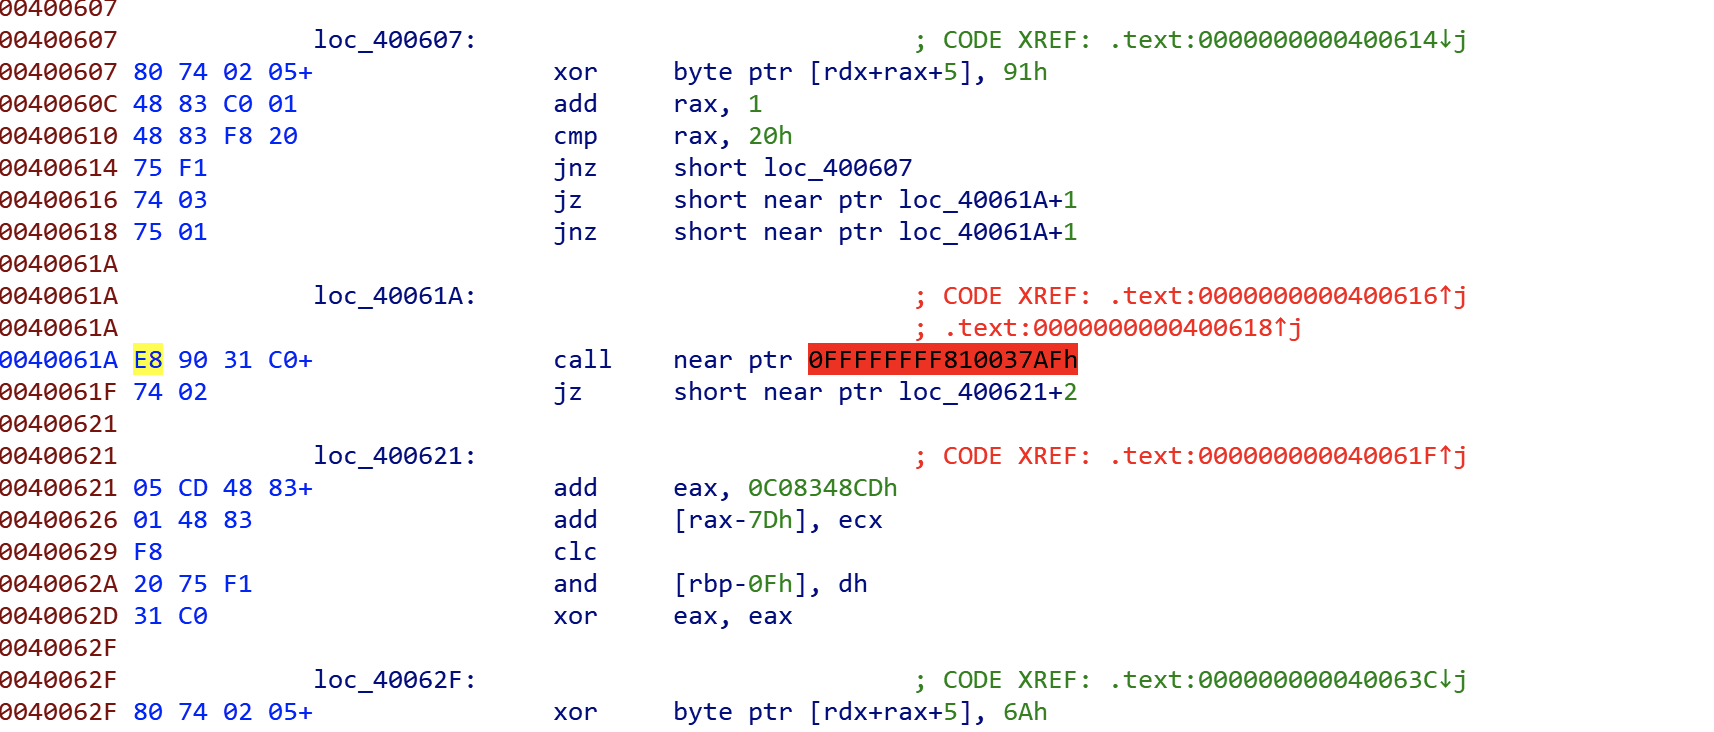 00400607
00400607 loc_400607: ; CODE XREF: .text:0000000000400614↓j
00400607 80 74 02 05+ xor byte ptr [rdx+rax+5], 91h
0040060C 48 83 C0 01 add rax, 1
00400610 48 83 F8 20 cmp rax, 20h
00400614 75 F1 jnz short loc_400607
00400616 74 03 jz short near ptr loc_40061A+1
00400618 75 01 jnz short near ptr loc_40061A+1
0040061A
0040061A loc_40061A: ; CODE XREF: .text:0000000000400616↑j
0040061A ; .text:0000000000400618↑j
0040061A E8 90 31 C0+ call near ptr 0FFFFFFFF810037AFh
0040061F 74 02 jz short near ptr loc_400621+2
00400621
00400621 loc_400621: ; CODE XREF: .text:000000000040061F↑j
00400621 05 CD 48 83+ add eax, 0C08348CDh
00400626 01 48 83 add [rax-7Dh], ecx
00400629 F8 clc
0040062A 20 75 F1 and [rbp-0Fh], dh
0040062D 31 C0 xor eax, eax
0040062F
0040062F loc_40062F: ; CODE XREF: .text:000000000040063C↓j
0040062F 80 74 02 05+ xor byte ptr [rdx+rax+5], 6Ah